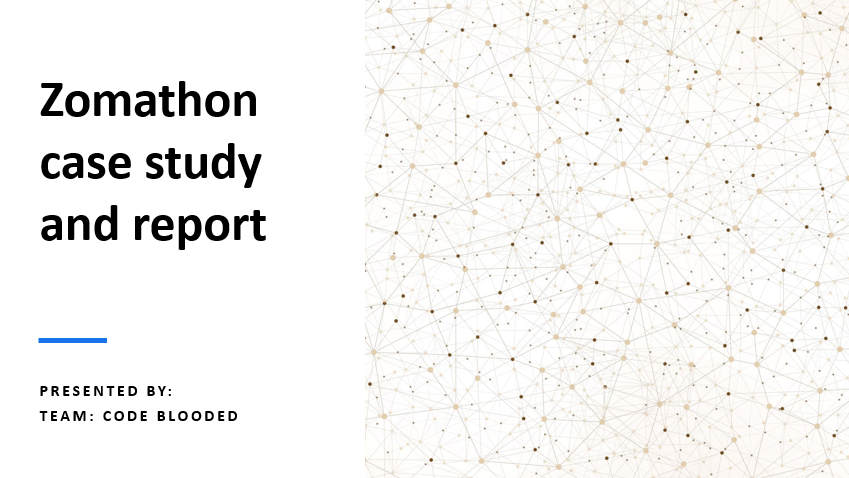 Zomathon
case study
and report
PRESENTED BY:
TEAM: CODE BLOODED